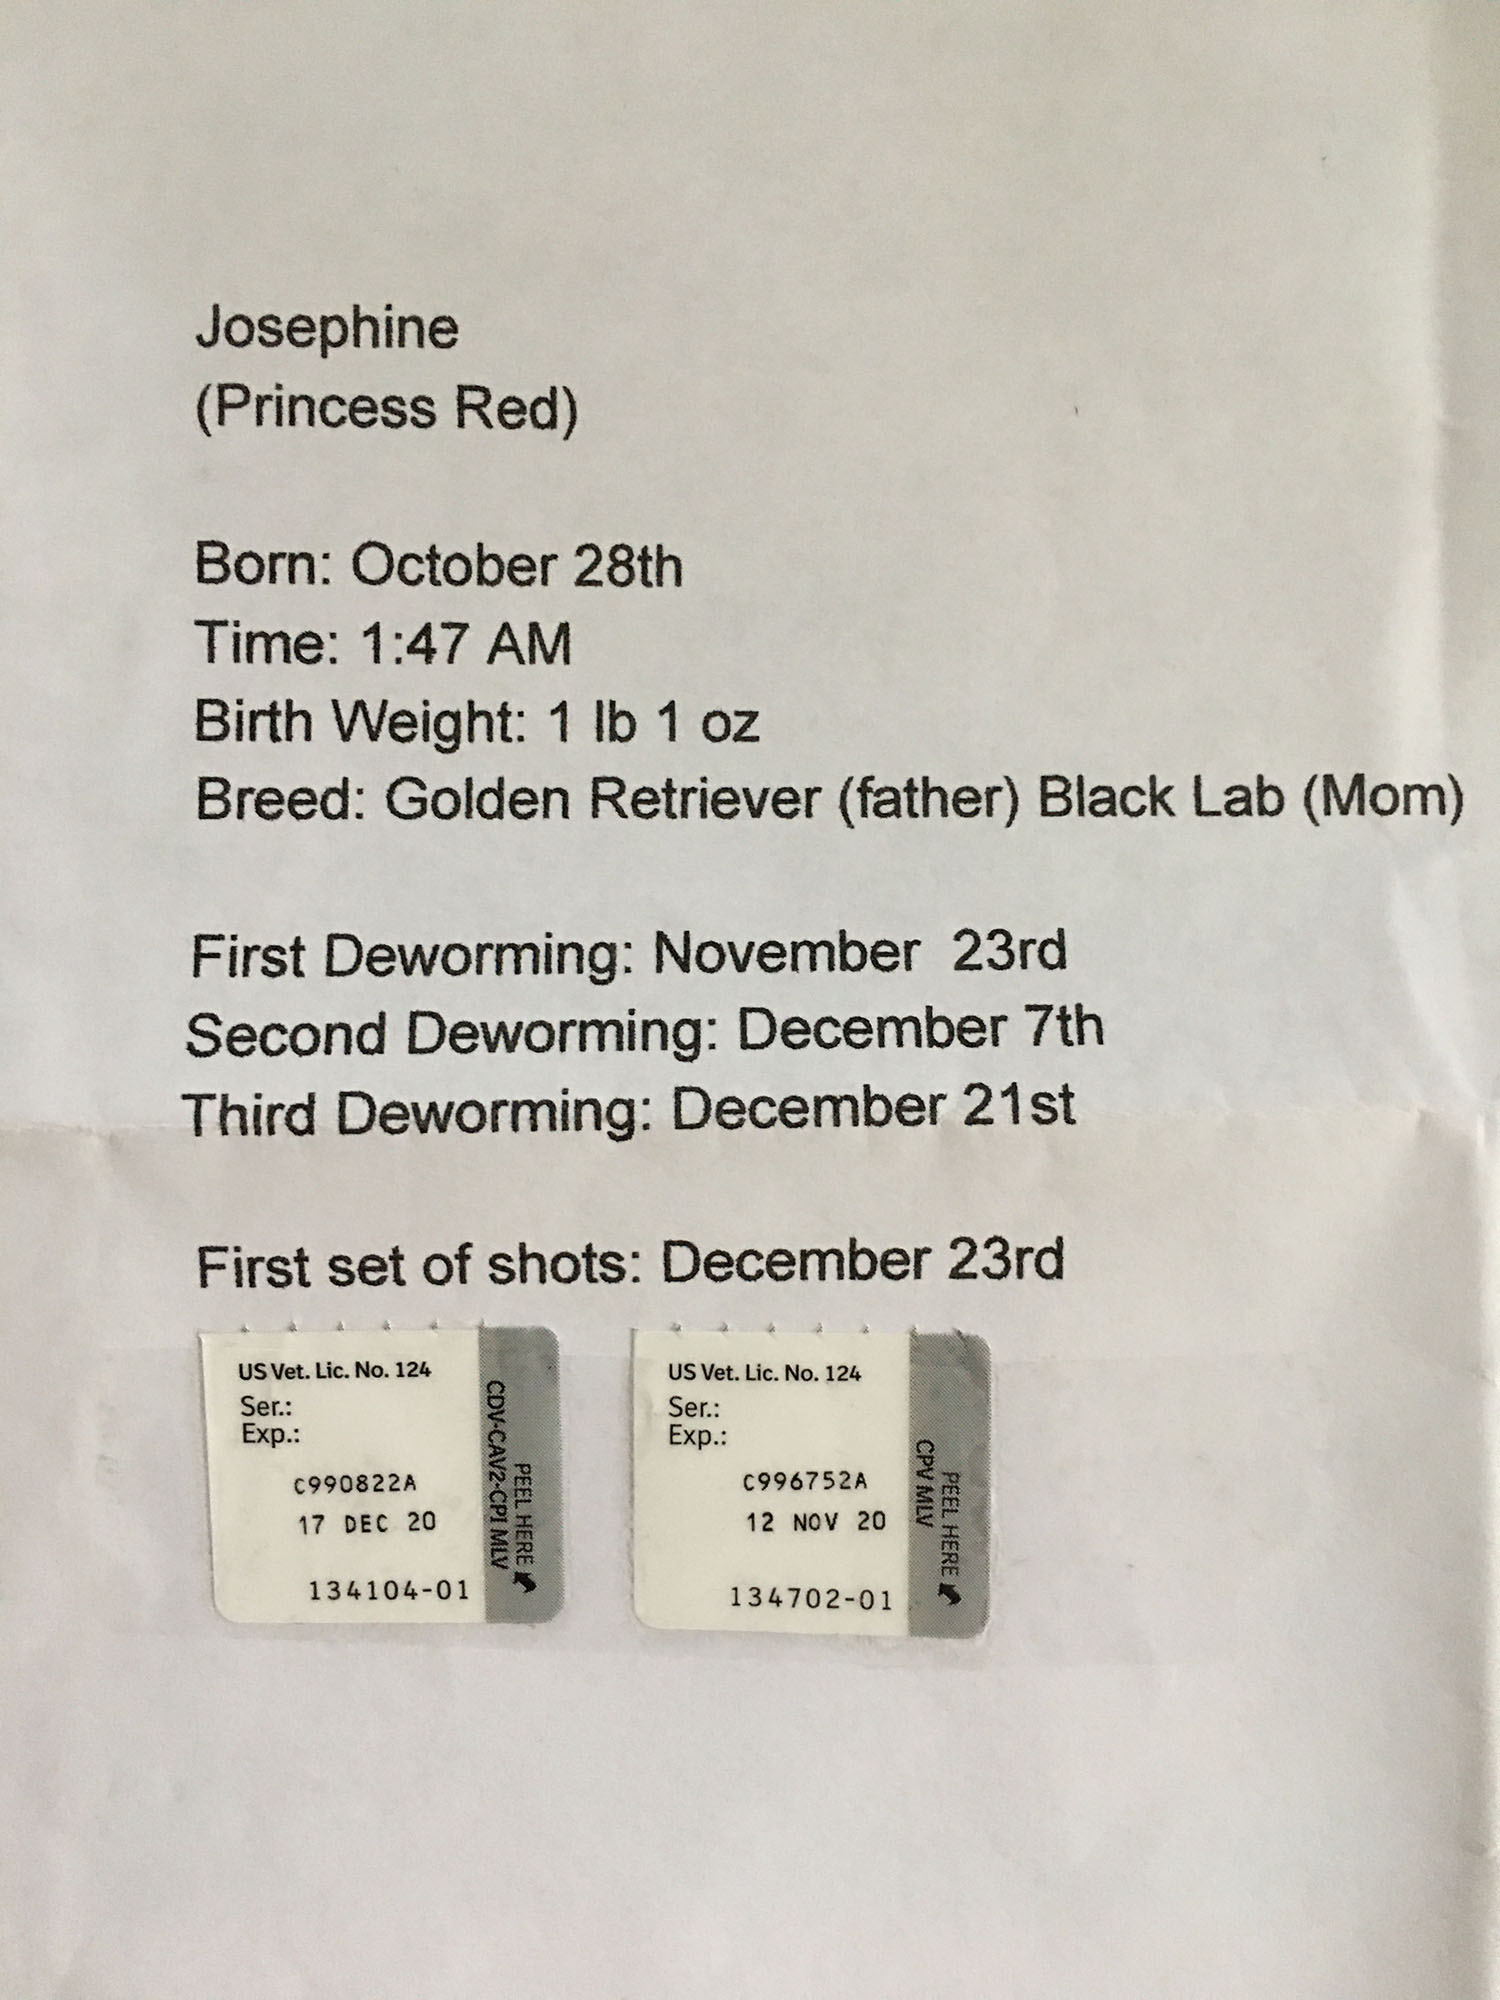 Josephine
(Princess Red)
Born: October 28th
Time: 1:47 AM
Birth Weight: 1 lb 1 oz
Breed: Golden Retriever (father) Black Lab (Mom)
First Deworming: November 23rd
Second Deworming: December 7th
Third Deworming: December 21st
First set of shots: December 23rd
US Vet. Lic. No. 124
Ser.:
Exp.:
C990822A
17 DEC 20
134104-01
PEEL HERE
CDV-CAV2-CPI MLV
US Vet. Lic. No. 124
Ser.:
Exp.:
C996752A
12 NOV 20
134702-01
PEEL HERE
CPV MLV